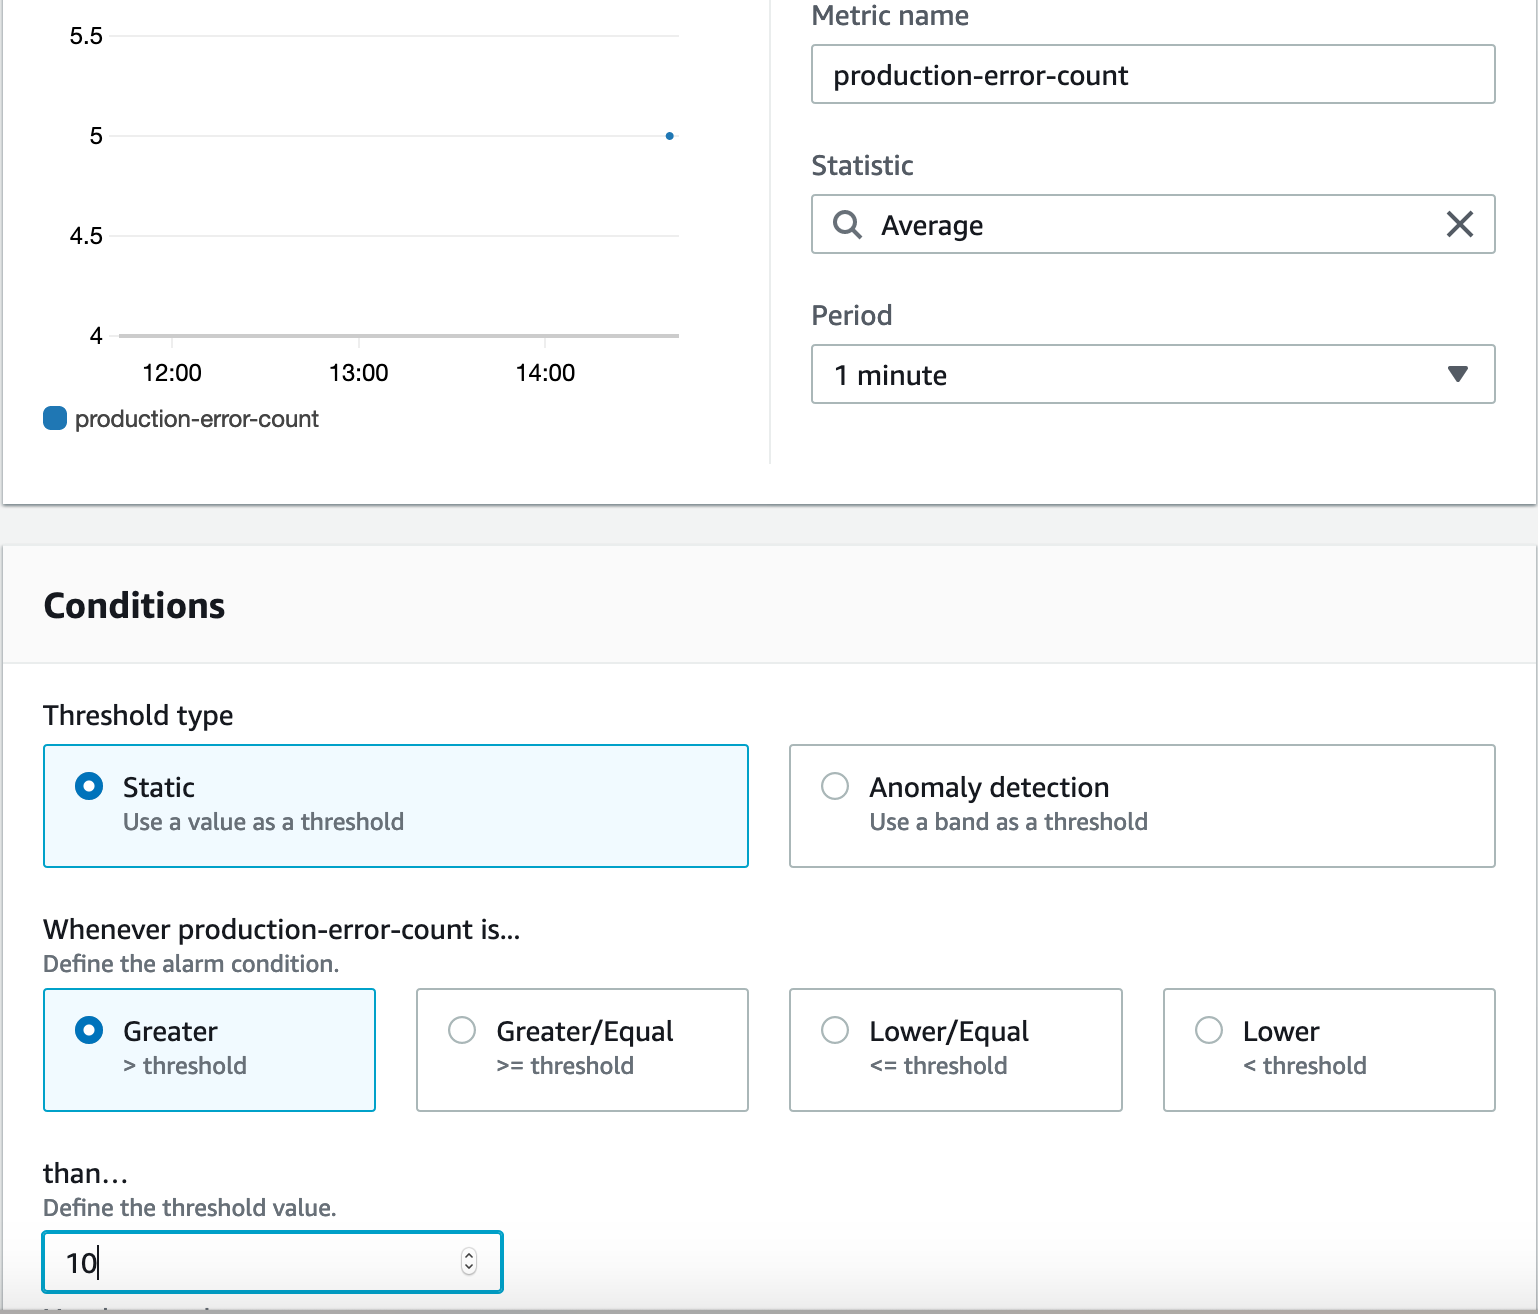 5.5
5
4.5
4
12:00 13:00 14:00
production-error-count
Metric name
production-error-count
Statistic
Average
Period
1 minute
Conditions
Threshold type
Static
Use a value as a threshold
Anomaly detection
Use a band as a threshold
Whenever production-error-count is...
Define the alarm condition.
Greater
> threshold
Greater/Equal
>= threshold
Lower/Equal
<= threshold
Lower
< threshold
than...
Define the threshold value.
10